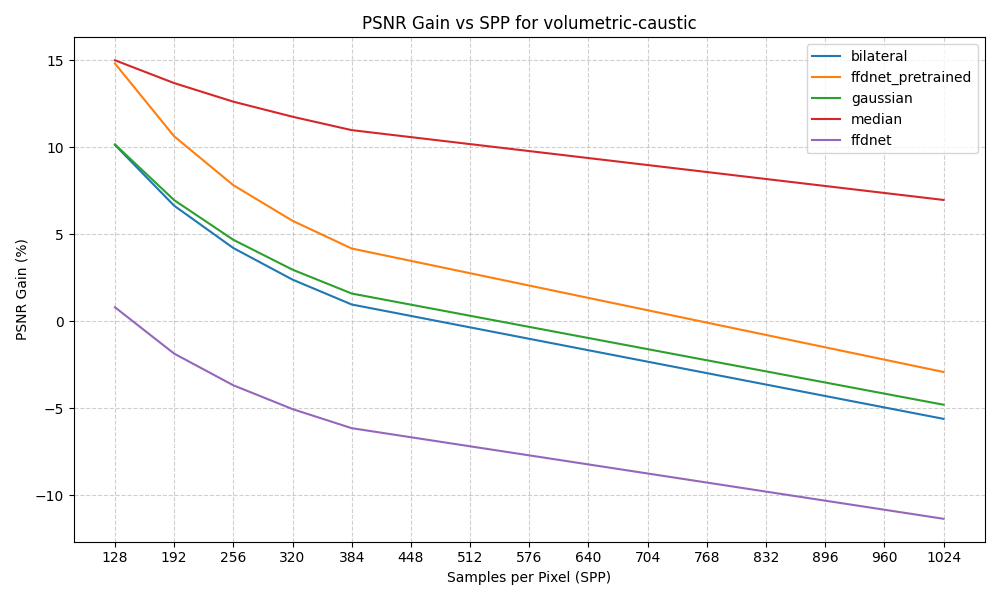 PSNR Gain vs SPP for volumetric-caustic
bilateral
ffdnet_pretrained
gaussian
median
ffdnet
PSNR Gain (%)
15
10
5
0
−5
−10
128 192 256 320 384 448 512 576 640 704 768 832 896 960 1024
Samples per Pixel (SPP)